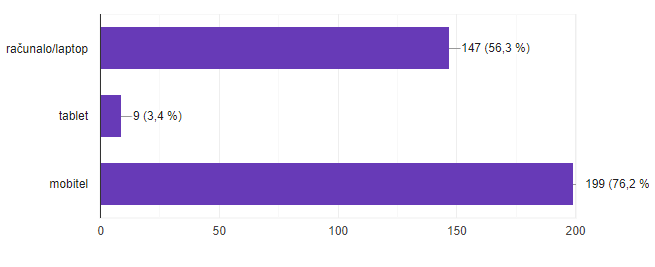 računalo/laptop 147 (56,3 %)
tablet 9 (3,4 %)
mobitel 199 (76,2 %
0 50 100 150 200